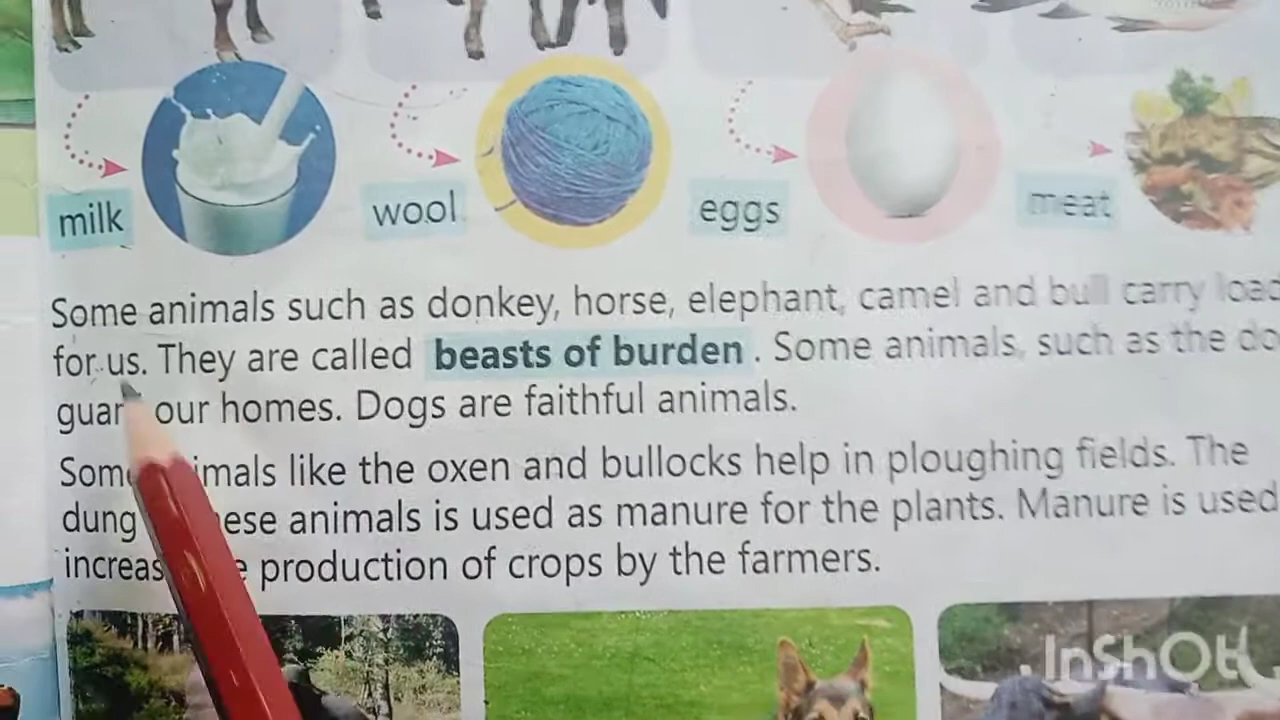 milk
wool
eggs
meat
Some animals such as donkey, horse, elephant, camel and bull carry
for us. They are called beasts of burden. Some animals, such as the
our homes. Dogs are faithful animals.
like the oxen and bullocks help in ploughing fields. The
dung animals is used as manure for the plants. Manure is used
production of crops by the farmers.
InShOt